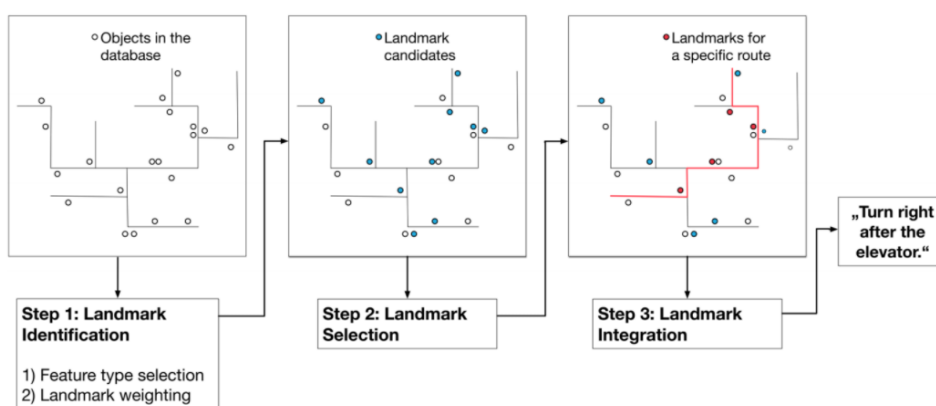 Objects in the
database
Landmark
candidates
Landmarks for
a specific route
Step 1: Landmark
Identification
1) Feature type selection
2) Landmark weighting
Step 2: Landmark
Selection
Step 3: Landmark
Integration
„Turn right
after the
elevator.“